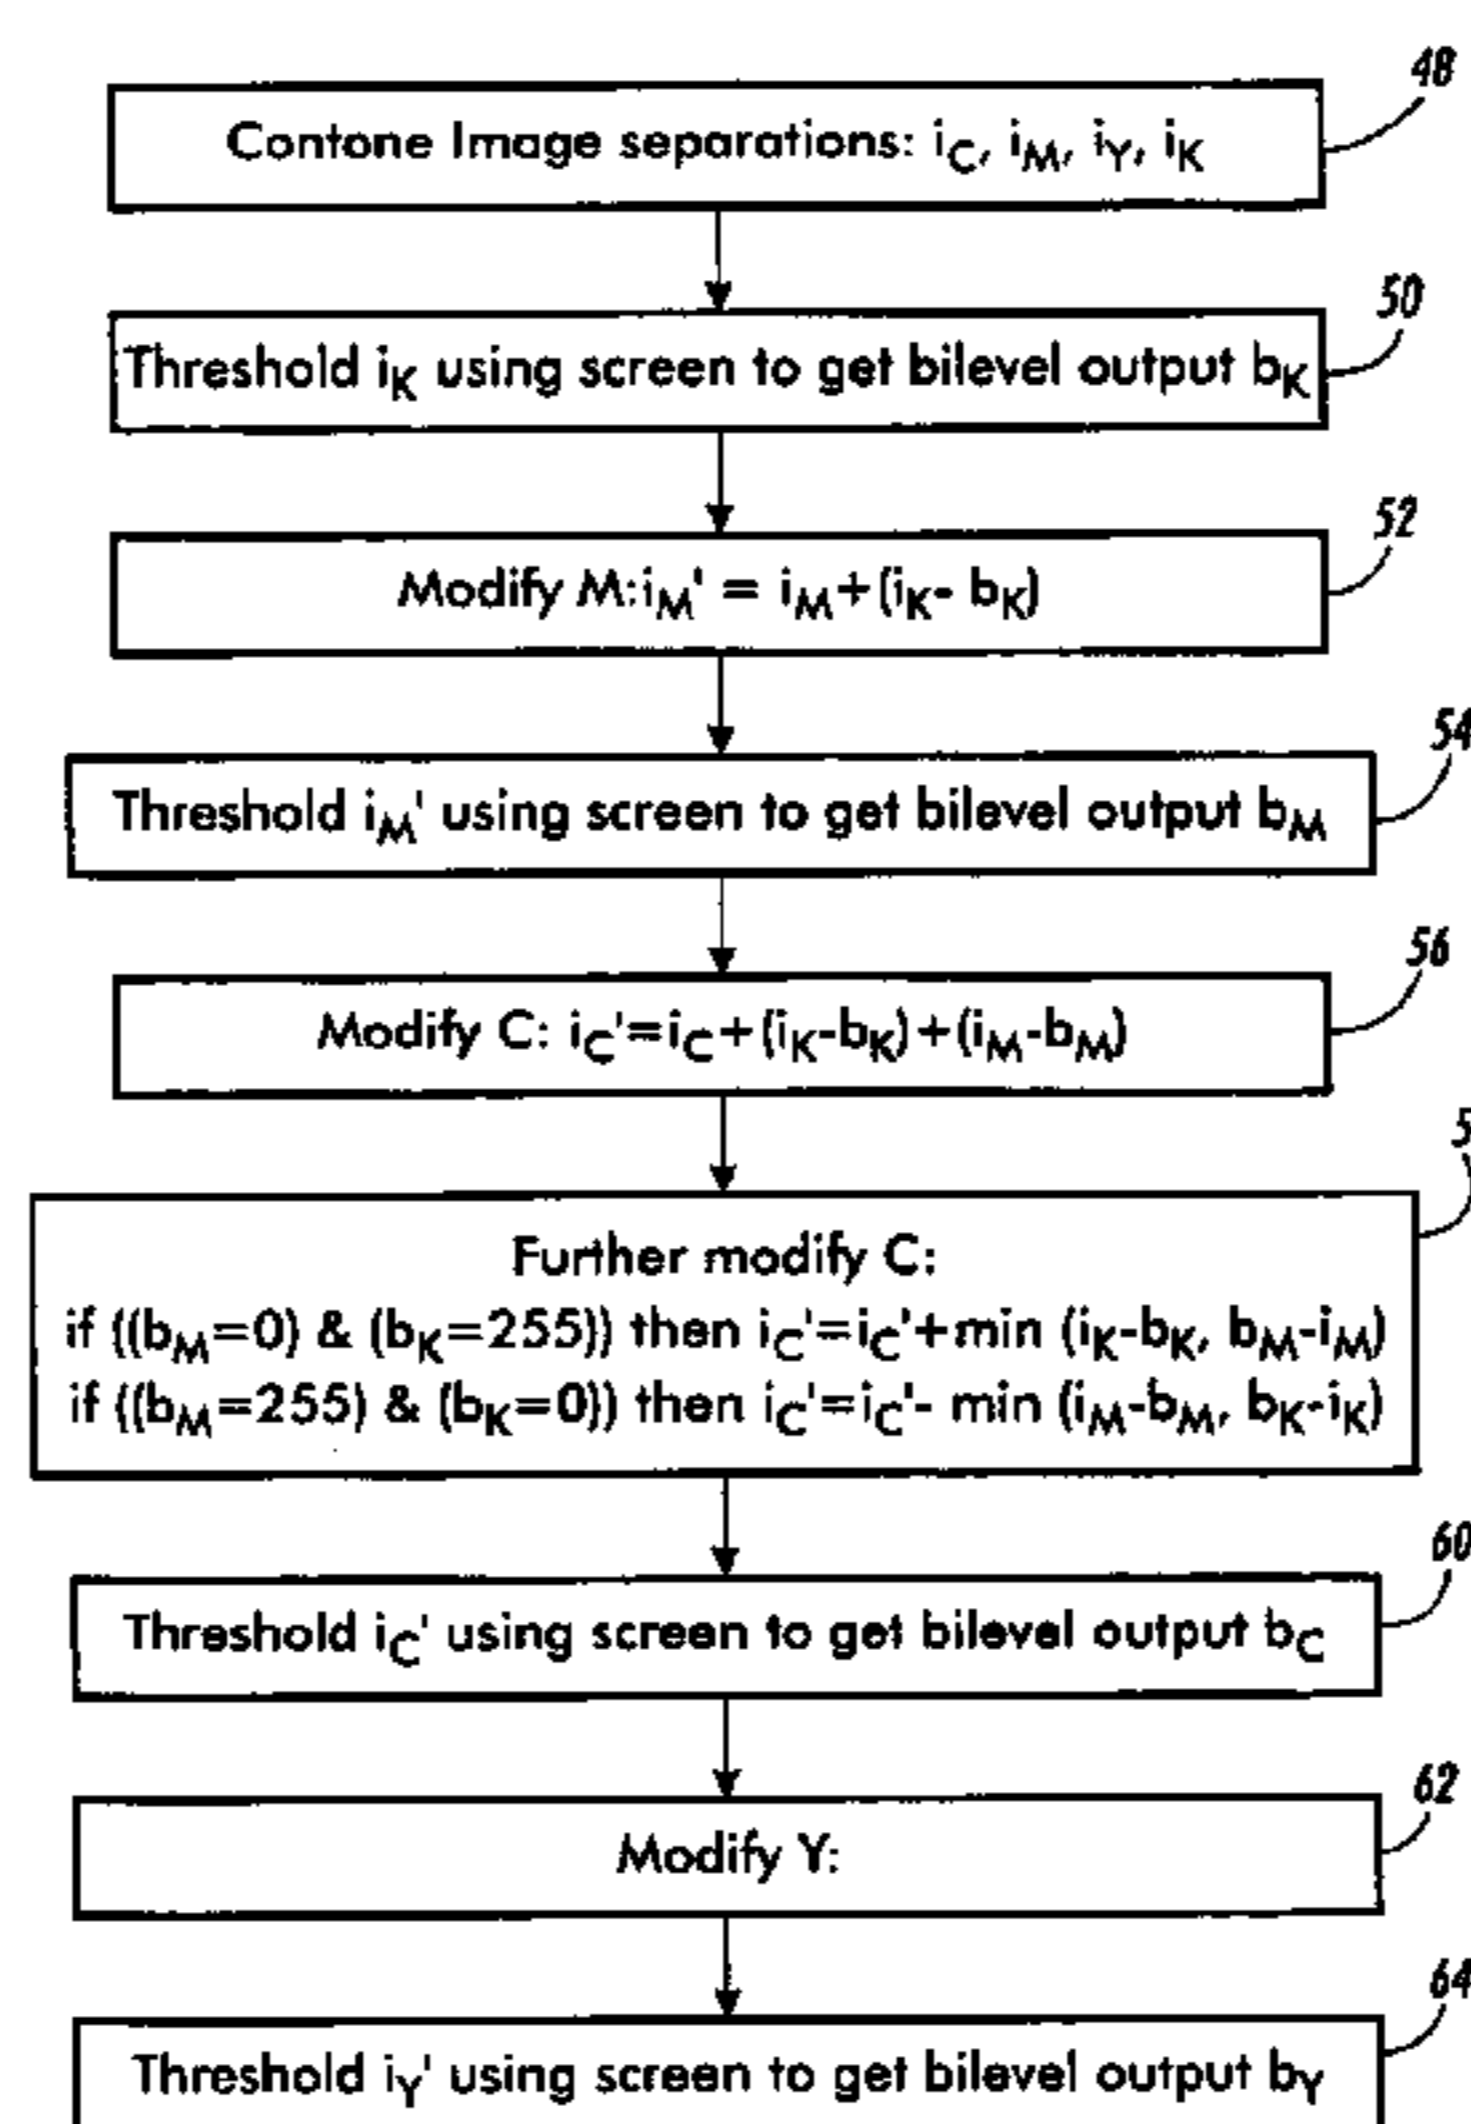 48
Contone Image separations: iC, iM, iY, iK
50
Threshold iK using screen to get bilevel output bK
52
Modify M:iM' = iM+(iK- bK)
54
Threshold iM' using screen to get bilevel output bM
56
Modify C: iC'=iC+(iK-bK)+(iM-bM)
5
Further modify C:
if ((bM=0) & (bK=255)) then iC'=iC'+min (iK-bK, bM-iM)
if ((bM=255) & (bK=0)) then iC'=iC'- min (iM-bM, bK-iK)
60
Threshold iC' using screen to get bilevel output bC
62
Modify Y:
64
Threshold iY' using screen to get bilevel output bY